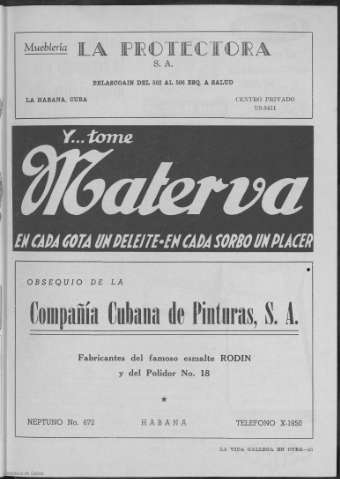 Mueblería LA PROTECTORA
S. A.
BELASCOAIN DEL 502 AL 506 ESQ. A SALUD
LA HABANA, CUBA CENTRO PRIVADO
Y...tome
Materva
EN CADA GOTA UN DELEITE-EN CADA SORBO UN PLACER
OBSEQUIO DE LA
Compañía Cubana de Pinturas, S. A.
Fabricantes del famoso esmalte RODIN
y del Polidor No. 18
NEPTUNO No. 672 HABANA TELEFONO X-1950
LA VIDA GALLEGA EN CUBA